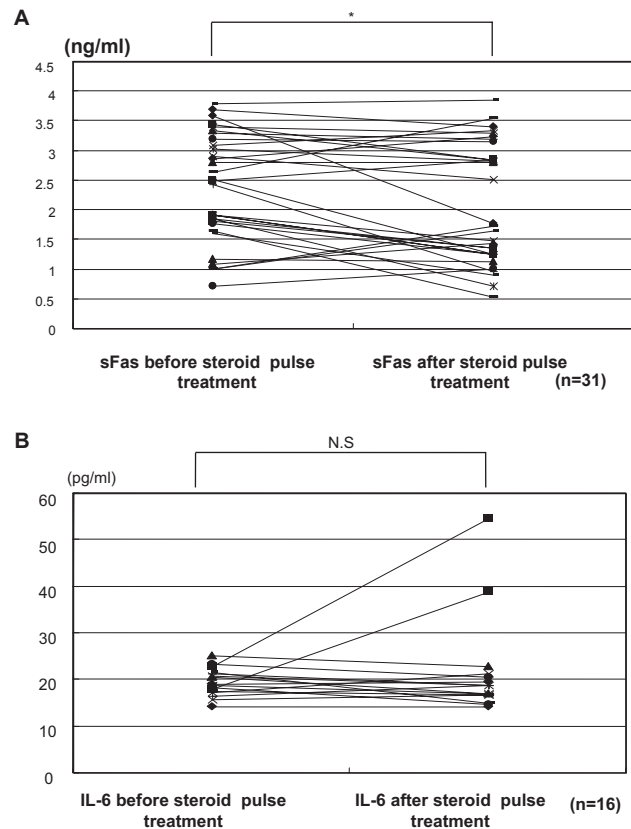 A
*
(ng/ml)
4.5
4
3.5
3
2.5
2
1.5
1
0.5
0
sFas before steroid pulse
treatment
sFas after steroid pulse
treatment
(n=31)
B
N.S
(pg/ml)
60
50
40
30
20
10
0
IL-6 before steroid pulse
treatment
IL-6 after steroid pulse
treatment
(n=16)